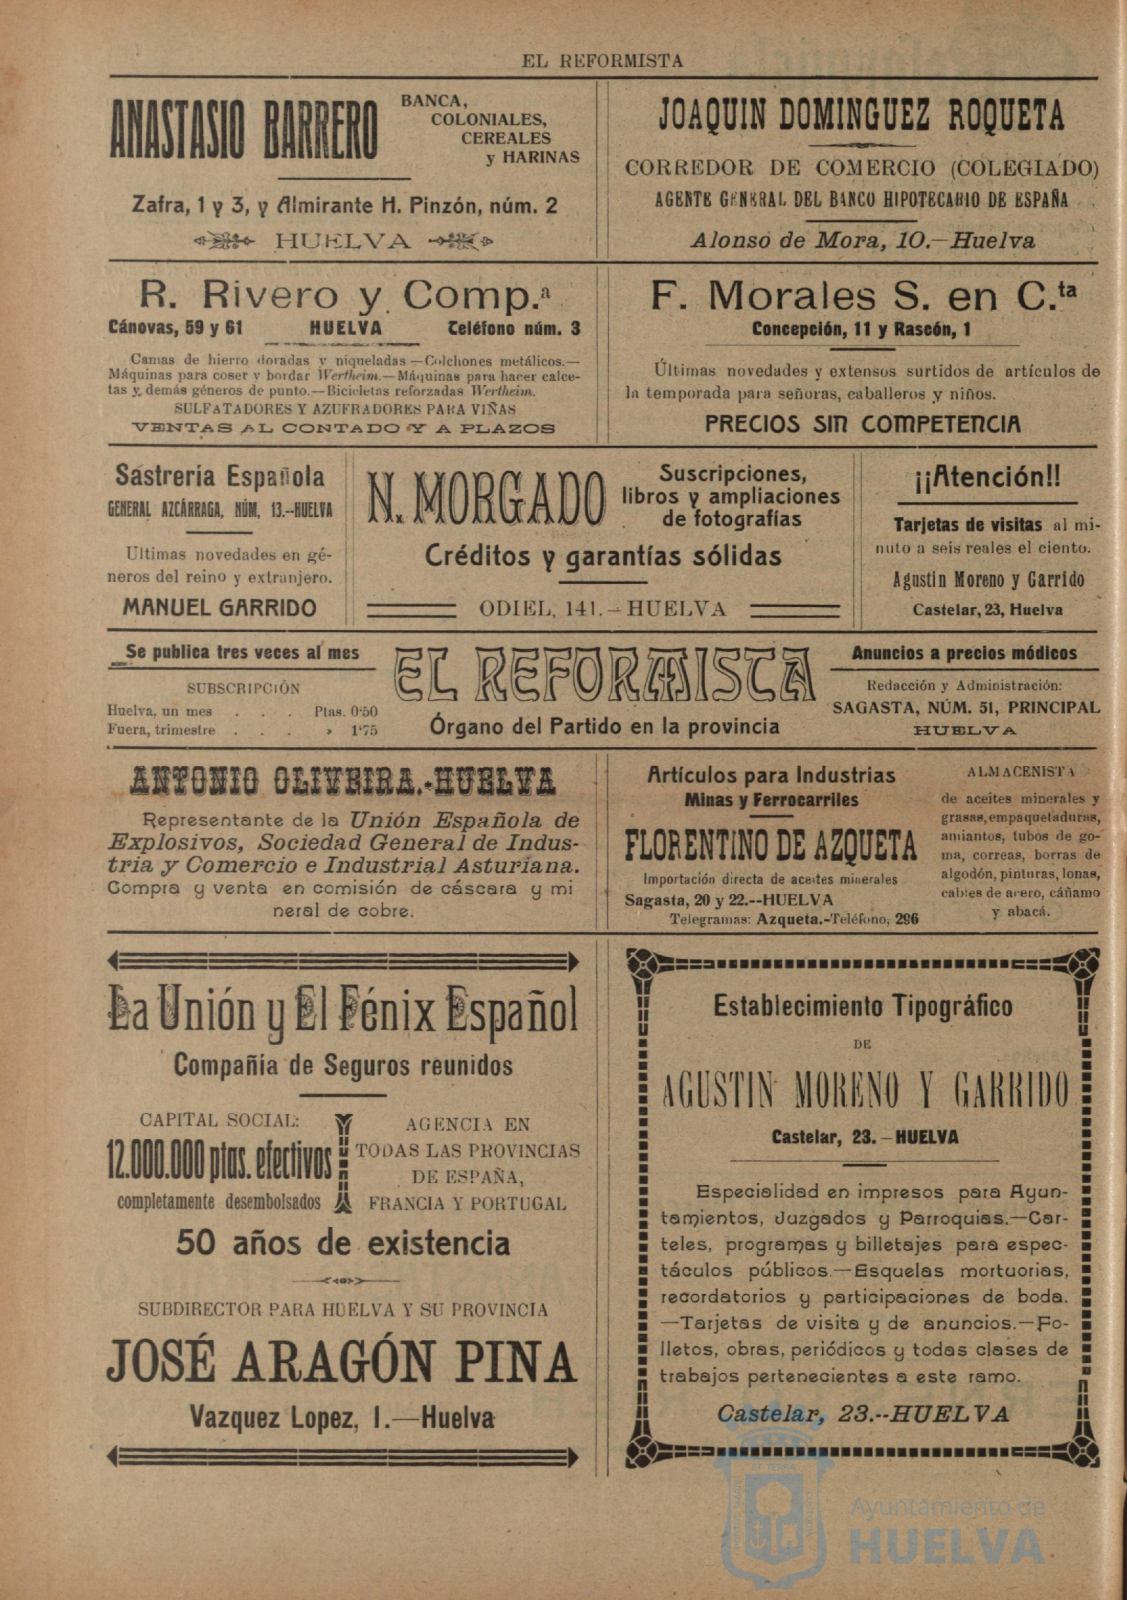 EL REFORMISTA
ANASTASIO BARRERO
BANCA,
COLONIALES,
CEREALES
y HARINAS
Zafra, 1 y 3, y Almirante H. Pinzón, núm. 2
HUELVA
JOAQUIN DOMINGUEZ ROQUETA
CORREDOR DE COMERCIO (COLEGIADO)
AGENTE GENERAL DEL BANCO HIPOTECARIO DE ESPAÑA
Alonso de Mora, 10.—Huelva
R. Rivero y Comp.ª
Cánovas, 59 y 61 HUELVA Teléfono núm. 3
Camas de hierro doradas y niqueladas—Colchones metálicos.—
Máquinas para coser y bordar Wertheim.—Máquinas para hacer calce-
tas y demás géneros de punto.—Bicicletas reforzadas Wertheim.
SULFATADORES Y AZUFRADORES PARA VIÑAS
VENTAS AL CONTADO Y A PLAZOS
F. Morales S. en C.ta
Concepción, 11 y Rascón, 1
Últimas novedades y extensos surtidos de artículos de
la temporada para señoras, caballeros y niños.
PRECIOS SIN COMPETENCIA
Sastrería Española
GENERAL AZCÁRRAGA, NÚM. 13.--HUELVA
Ultimas novedades en gé-
neros del reino y extranjero.
MANUEL GARRIDO
N. MORGADO
Suscripciones,
libros y ampliaciones
de fotografías
Créditos y garantías sólidas
ODIEL, 141.—HUELVA
¡¡Atención!!
Tarjetas de visitas al mi-
nuto a seis reales el ciento.
Agustin Moreno y Garrido
Castelar, 23, Huelva
Se publica tres veces al mes
SUBSCRIPCIÓN
Huelva, un mes . . . Ptas. 0'50
Fuera, trimestre . . . » 1'75
EL REFORMISTA
Órgano del Partido en la provincia
Anuncios a precios módicos
Redacción y Administración:
SAGASTA, NÚM. 51, PRINCIPAL
HUELVA
ANTONIO OLIVEIRA.-HUELVA
Representante de la Unión Española de
Explosivos, Sociedad General de Indus-
tria y Comercio e Industrial Asturiana.
Compra y venta en comisión de cáscara y mi
neral de cobre.
Artículos para Industrias
Minas y Ferrocarriles
FLORENTINO DE AZQUETA
Importación directa de aceites minerales
Sagasta, 20 y 22.--HUELVA
Telegramas: Azqueta.-Teléfono, 296
ALMACENISTA
de aceites minerales y
grasas, empaquetaduras,
amiantos, tubos de go-
ma, correas, borras de
algodón, pinturas, lonas,
cables de acero, cáñamo
y abacá.
La Unión y El Fénix Español
Compañía de Seguros reunidos
CAPITAL SOCIAL:
12.000.000 ptas. efectivos
completamente desembolsados
AGENCIA EN
TODAS LAS PROVINCIAS
DE ESPAÑA,
FRANCIA Y PORTUGAL
50 años de existencia
SUBDIRECTOR PARA HUELVA Y SU PROVINCIA
JOSÉ ARAGÓN PINA
Vazquez Lopez, 1.—Huelva
Establecimiento Tipográfico
DE
AGUSTIN MORENO Y GARRIDO
Castelar, 23.—HUELVA
Especialidad en impresos para Ayun-
tamientos, Juzgados y Parroquias.—Car-
teles, programas y billetajes para espec-
táculos públicos.—Esquelas mortuorias,
recordatorios y participaciones de boda.
—Tarjetas de visita y de anuncios.—Fo-
lletos, obras, periódicos y todas clases de
trabajos pertenecientes a este ramo.
Castelar, 23.--HUELVA
Ayuntamiento de
HUELVA